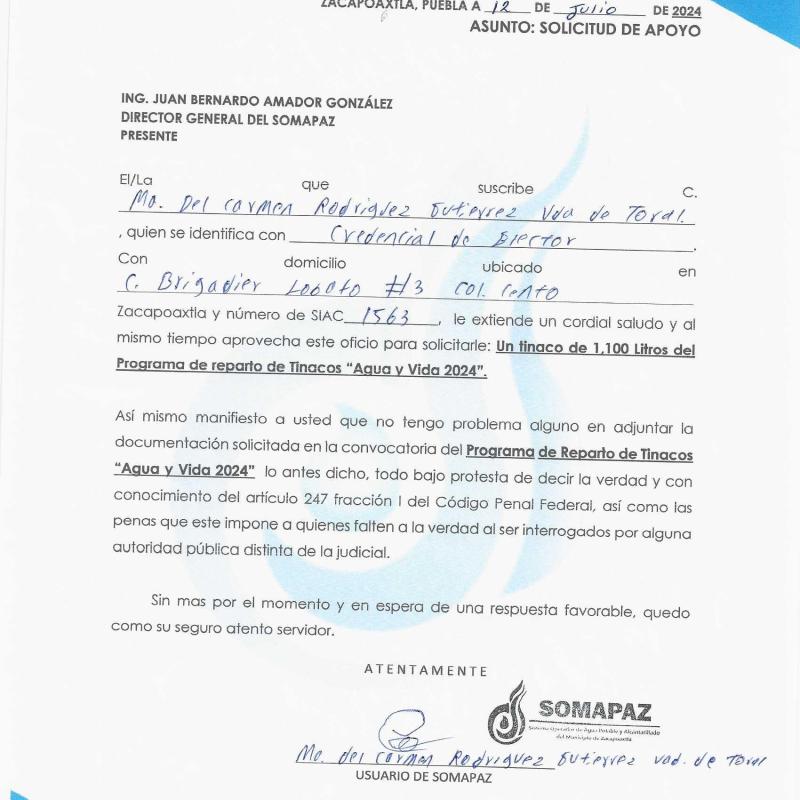 ZACAPOAXTLA, PUEBLA A 12 DE Julio DE 2024
ASUNTO: SOLICITUD DE APOYO
ING. JUAN BERNARDO AMADOR GONZÁLEZ
DIRECTOR GENERAL DEL SOMAPAZ
PRESENTE
El/La que suscribe C.
Ma. Del carmen Rodriguez Gutierrez Vda de Toral.
, quien se identifica con Credencial de Elector .
Con domicilio ubicado en
C. Brigadier Lobato #3 col. Cento
Zacapoaxtla y número de SIAC 1563 , le extiende un cordial saludo y al
mismo tiempo aprovecha este oficio para solicitarle: Un tinaco de 1,100 Litros del
Programa de reparto de Tinacos “Agua y Vida 2024”.
Así mismo manifiesto a usted que no tengo problema alguno en adjuntar la
documentación solicitada en la convocatoria del Programa de Reparto de Tinacos
“Agua y Vida 2024” lo antes dicho, todo bajo protesta de decir la verdad y con
conocimiento del artículo 247 fracción I del Código Penal Federal, así como las
penas que este impone a quienes falten a la verdad al ser interrogados por alguna
autoridad pública distinta de la judicial.
Sin mas por el momento y en espera de una respuesta favorable, quedo
como su seguro atento servidor.
ATENTAMENTE
SOMAPAZ
Sistema Operador de Agua Potable y Alcantarillado
del Municipio de Zacapoaxtla
Ma. del carmen Rodriguez Gutierrez vad. de Toral
USUARIO DE SOMAPAZ